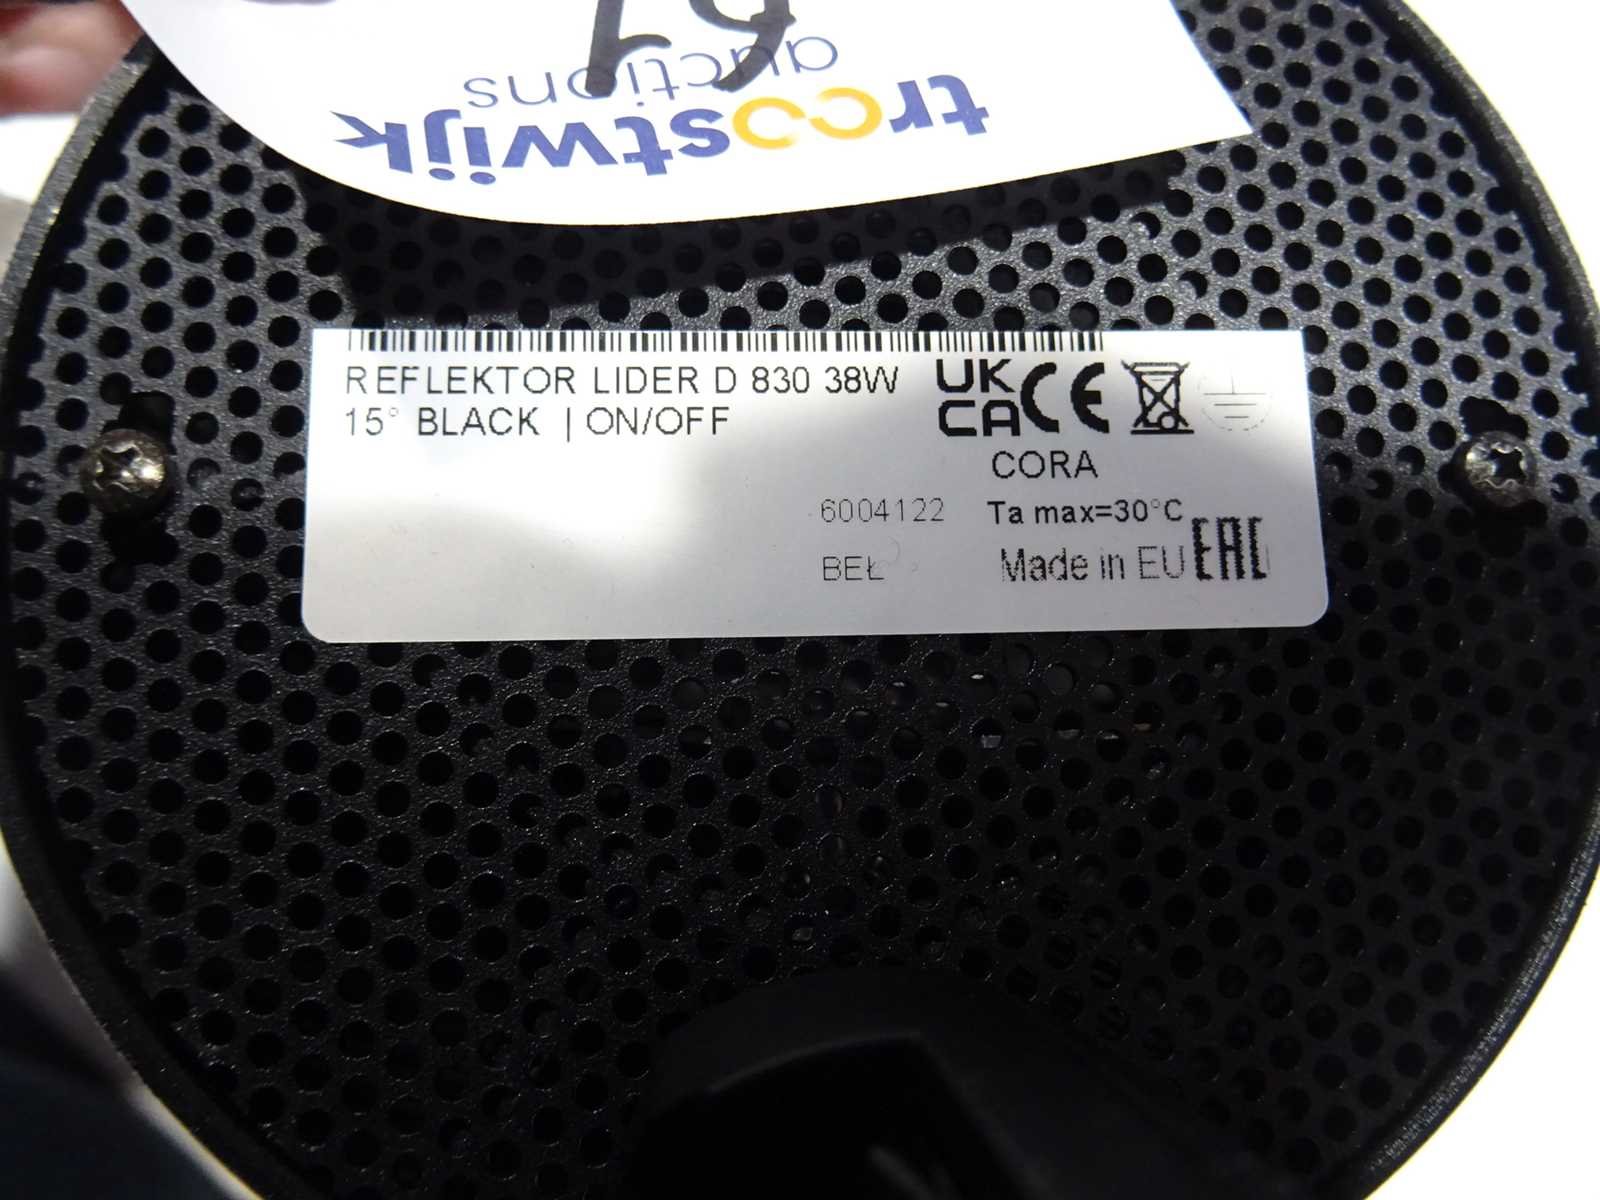 troostwijk
auctions
REFLEKTOR LIDER D 830 38W
15° BLACK | ON/OFF
UK
CA CE
CORA
6004122 Ta max=30°C
BEŁ Made in EU EAC